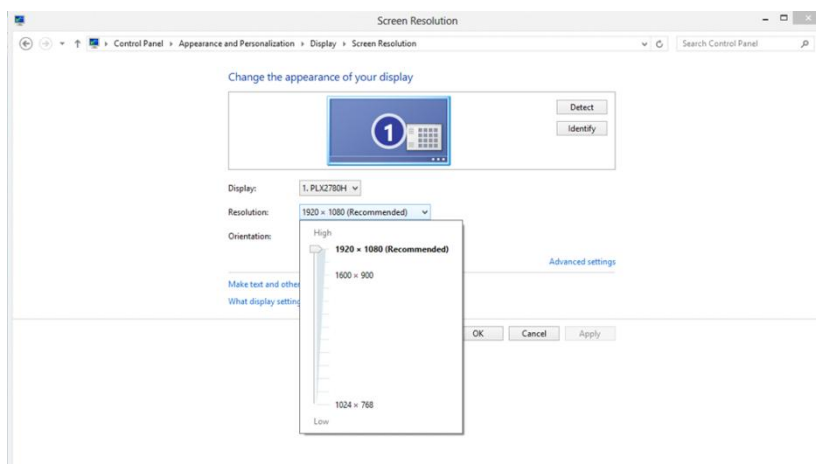 Screen Resolution
Control Panel Appearance and Personalization Display Screen Resolution
Search Control Panel
Change the appearance of your display
1
Detect
Identify
Display: 1. PLX2780H
Resolution: 1920 × 1080 (Recommended)
Orientation:
High
1920 × 1080 (Recommended)
1600 × 900
1024 × 768
Low
Advanced settings
Make text and other
What display setting
OK Cancel Apply